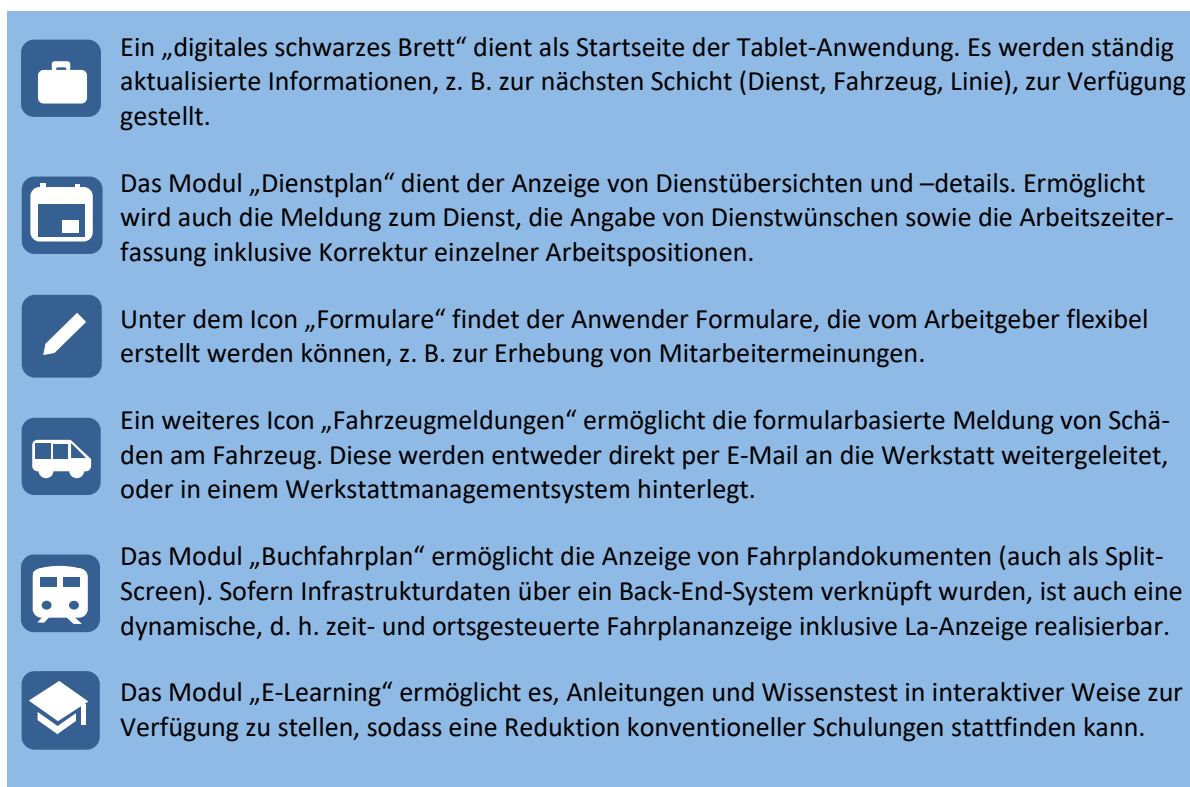 Ein „digitales schwarzes Brett“ dient als Startseite der Tablet-Anwendung. Es werden ständig
aktualisierte Informationen, z. B. zur nächsten Schicht (Dienst, Fahrzeug, Linie), zur Verfügung
gestellt.
Das Modul „Dienstplan“ dient der Anzeige von Dienstübersichten und –details. Ermöglicht
wird auch die Meldung zum Dienst, die Angabe von Dienstwünschen sowie die Arbeitszeiter-
fassung inklusive Korrektur einzelner Arbeitspositionen.
Unter dem Icon „Formulare“ findet der Anwender Formulare, die vom Arbeitgeber flexibel
erstellt werden können, z. B. zur Erhebung von Mitarbeitermeinungen.
Ein weiteres Icon „Fahrzeugmeldungen“ ermöglicht die formularbasierte Meldung von Schä-
den am Fahrzeug. Diese werden entweder direkt per E-Mail an die Werkstatt weitergeleitet,
oder in einem Werkstattmanagementsystem hinterlegt.
Das Modul „Buchfahrplan“ ermöglicht die Anzeige von Fahrplandokumenten (auch als Split-
Screen). Sofern Infrastrukturdaten über ein Back-End-System verknüpft wurden, ist auch eine
dynamische, d. h. zeit- und ortsgesteuerte Fahrplananzeige inklusive La-Anzeige realisierbar.
Das Modul „E-Learning“ ermöglicht es, Anleitungen und Wissenstest in interaktiver Weise zur
Verfügung zu stellen, sodass eine Reduktion konventioneller Schulungen stattfinden kann.